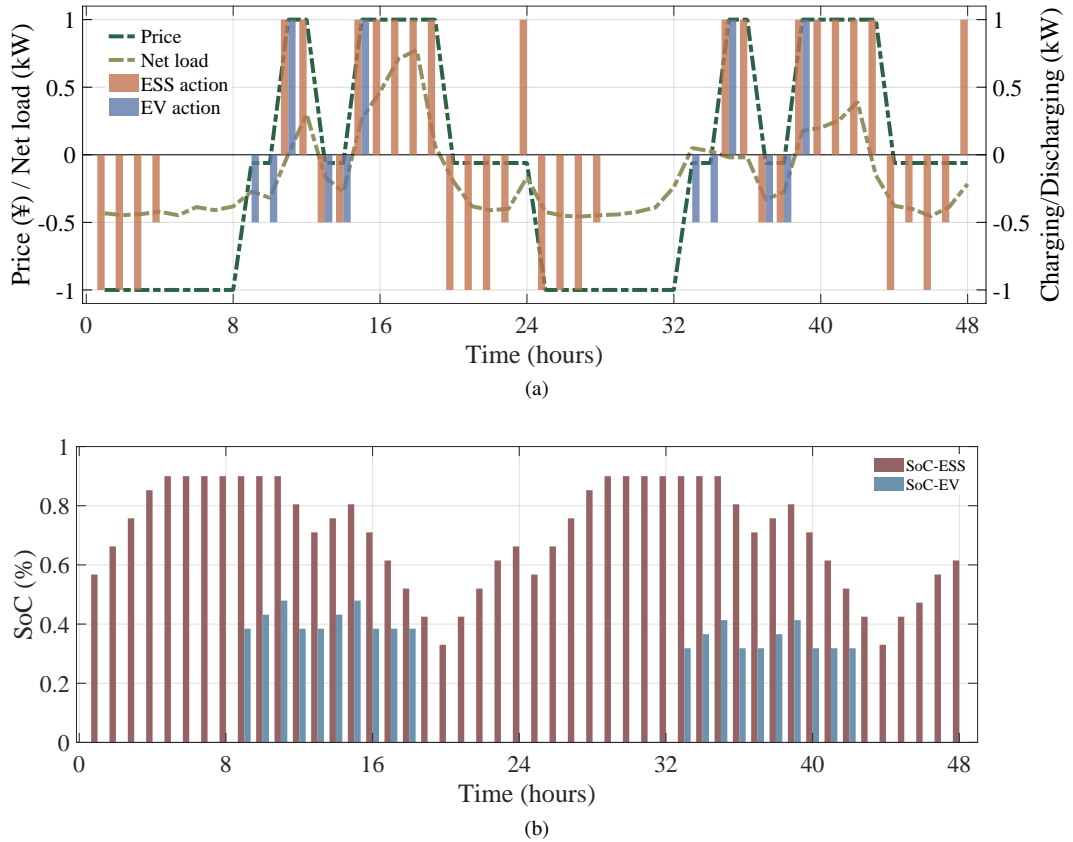 1
0.5
0
-0.5
-1
Price (¥) / Net load (kW)
Price
Net load
ESS action
EV action
1
0.5
0
-0.5
-1
Charging/Discharging (kW)
0 8 16 24 32 40 48
Time (hours)
(a)
1
0.8
0.6
0.4
0.2
0
SoC (%)
SoC-ESS
SoC-EV
0 8 16 24 32 40 48
Time (hours)
(b)